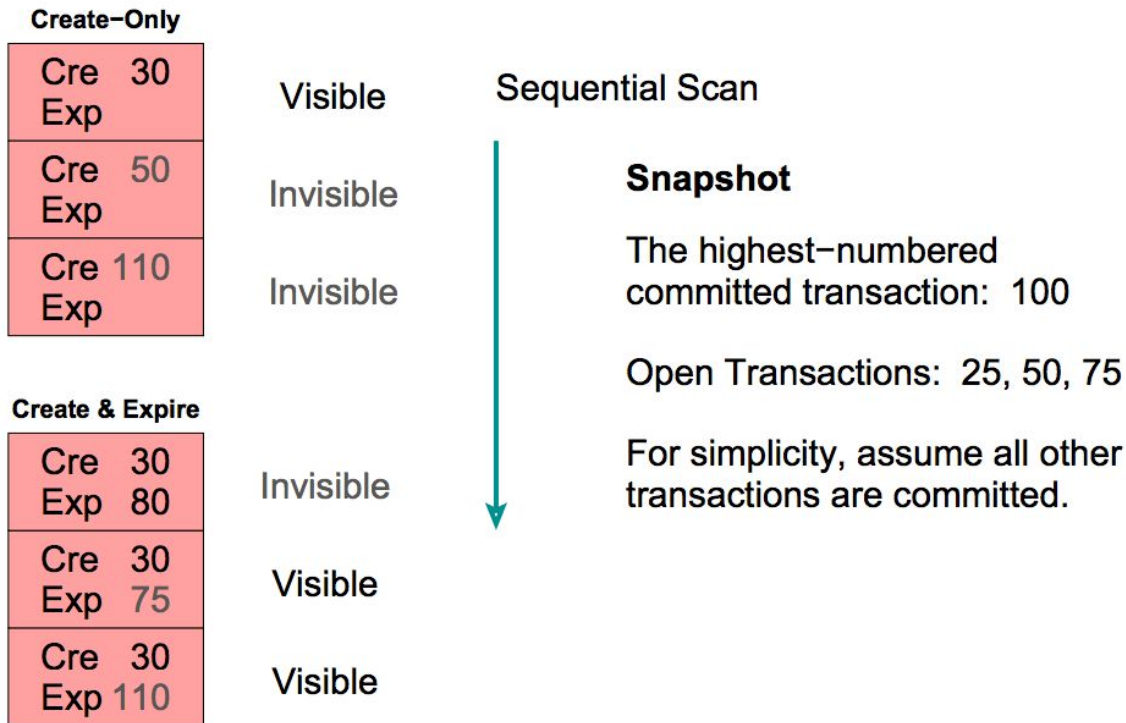 Create−Only
Cre 30
Exp
Visible
Cre 50
Exp
Invisible
Cre 110
Exp
Invisible
Create & Expire
Cre 30
Exp 80
Invisible
Cre 30
Exp 75
Visible
Cre 30
Exp 110
Visible
Sequential Scan
Snapshot
The highest−numbered
committed transaction: 100
Open Transactions: 25, 50, 75
For simplicity, assume all other
transactions are committed.